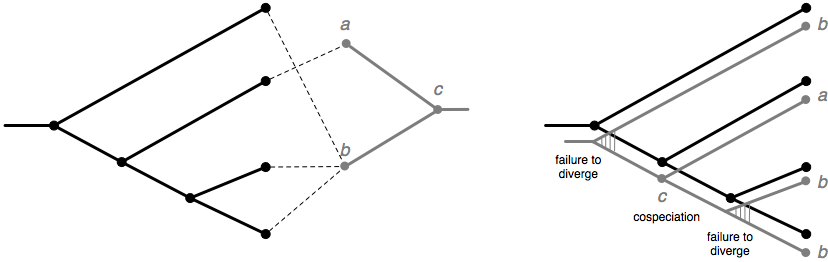 a
c
b
b
a
failure to
diverge
b
c
cospeciation
failure to
diverge
b